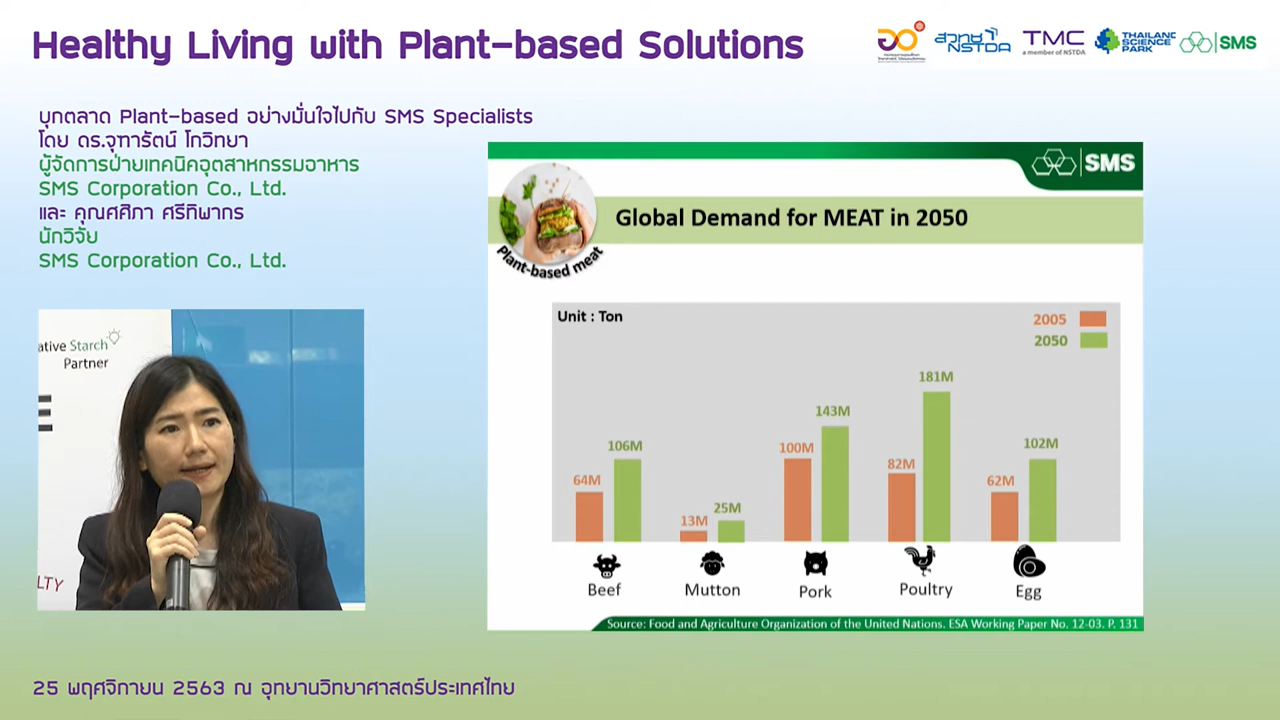 Healthy Living with Plant-based Solutions
สวทช
NSTDA
TMC
a member of NSTDA
THAILAND
SCIENCE
PARK
SMS
บุกตลาด Plant-based อย่างมั่นใจไปกับ SMS Specialists
โดย ดร.จุฑารัตน์ โกวิทยา
ผู้จัดการฝ่ายเทคนิคอุตสาหกรรมอาหาร
SMS Corporation Co., Ltd.
และ คุณศศิภา ศรีทิพากร
นักวิจัย
SMS Corporation Co., Ltd.
ative Starch
Partner
LTY
SMS
Global Demand for MEAT in 2050
Plant-based meat
Unit : Ton
2005
2050
64M 106M
13M 25M
100M 143M
82M 181M
62M 102M
Beef Mutton Pork Poultry Egg
Source: Food and Agriculture Organization of the United Nations. ESA Working Paper No. 12-03. P. 131
25 พฤศจิกายน 2563 ณ อุทยานวิทยาศาสตร์ประเทศไทย